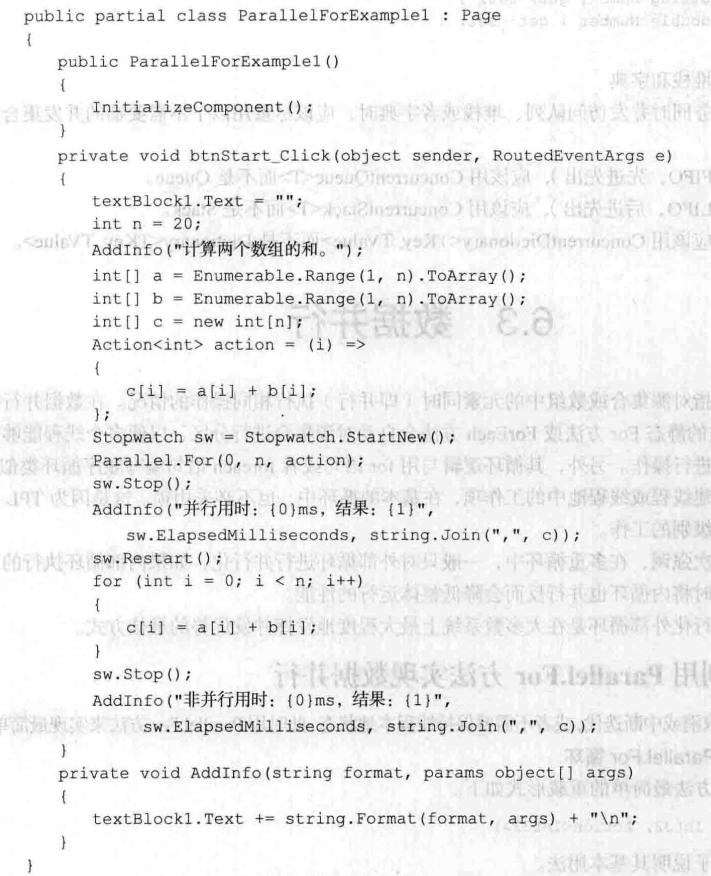 public partial class ParallelForExample1 : Page
{
    public ParallelForExample1()
    {
        InitializeComponent();
    }
    private void btnStart_Click(object sender, RoutedEventArgs e)
    {
        textBlock1.Text = "";
        int n = 20;
        AddInfo("计算两个数组的和。");
        int[] a = Enumerable.Range(1, n).ToArray();
        int[] b = Enumerable.Range(1, n).ToArray();
        int[] c = new int[n];
        Action<int> action = (i) =>
        {
            c[i] = a[i] + b[i];
        };
        Stopwatch sw = Stopwatch.StartNew();
        Parallel.For(0, n, action);
        sw.Stop();
        AddInfo("并行用时: {0}ms, 结果: {1}",
            sw.ElapsedMilliseconds, string.Join(",", c));
        sw.Restart();
        for (int i = 0; i < n; i++)
        {
            c[i] = a[i] + b[i];
        }
        sw.Stop();
        AddInfo("非并行用时: {0}ms, 结果: {1}",
              sw.ElapsedMilliseconds, string.Join(",", c));
    }
    private void AddInfo(string format, params object[] args)
    {
        textBlock1.Text += string.Format(format, args) + "\n";
    }
}